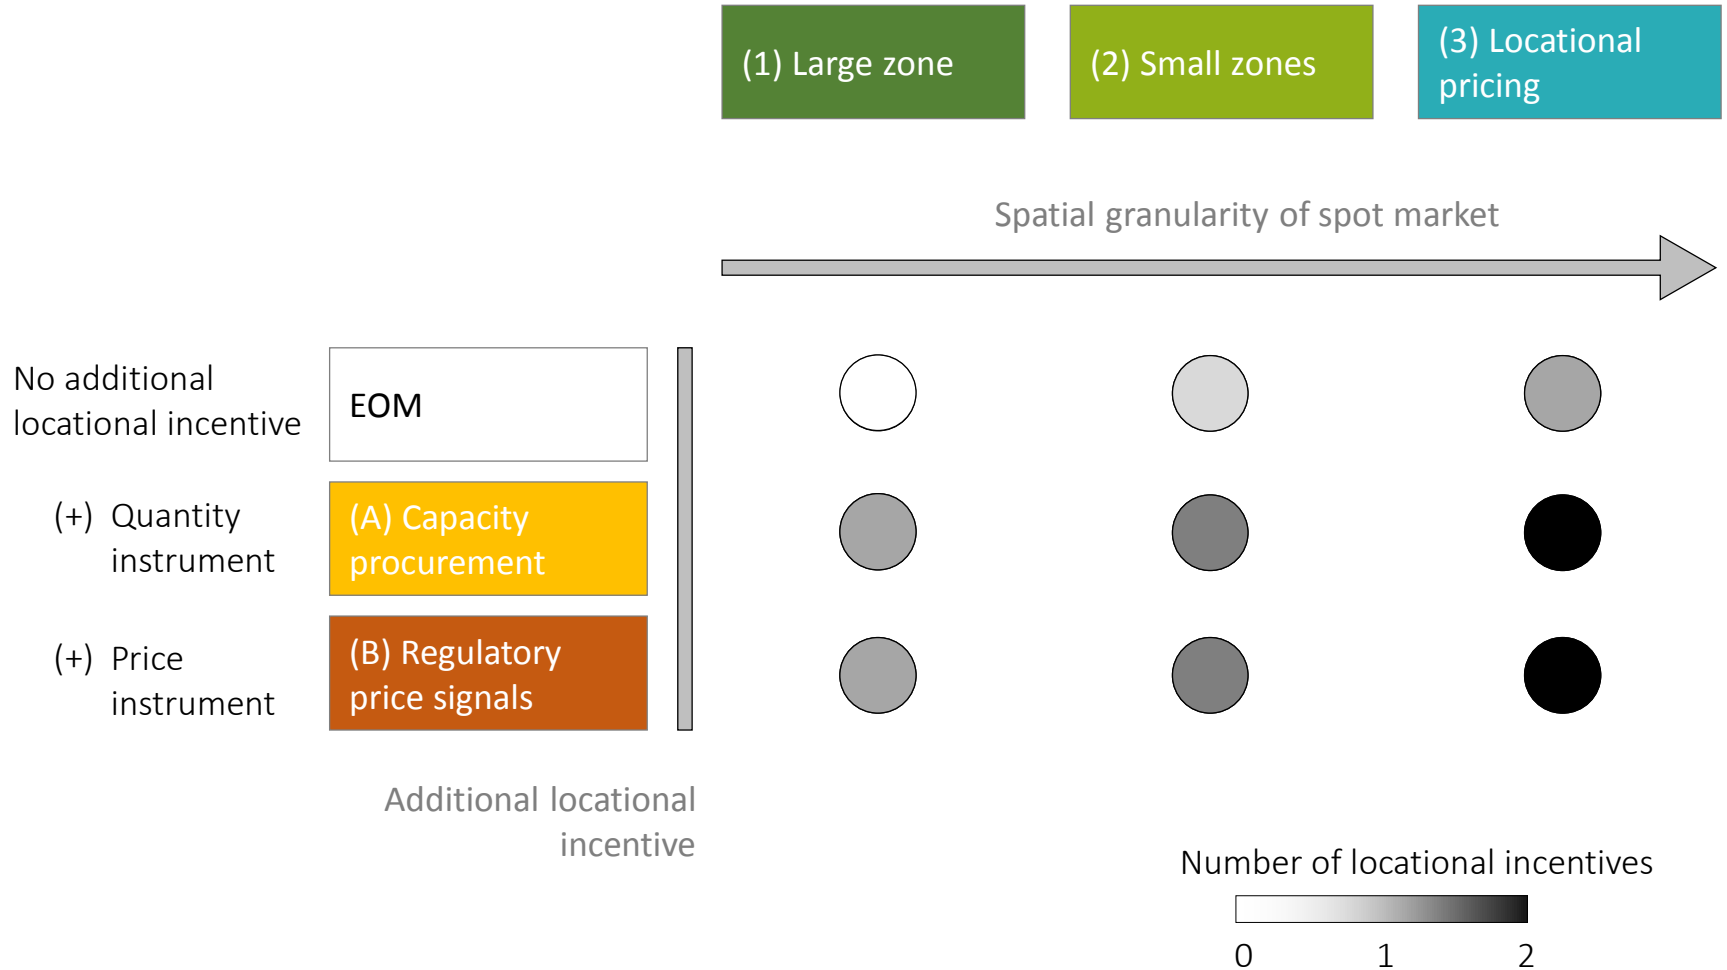 (1) Large zone
(2) Small zones
(3) Locational
pricing
Spatial granularity of spot market
No additional
locational incentive
EOM
(+) Quantity
instrument
(A) Capacity
procurement
(+) Price
instrument
(B) Regulatory
price signals
Additional locational
incentive
Number of locational incentives
0 1 2